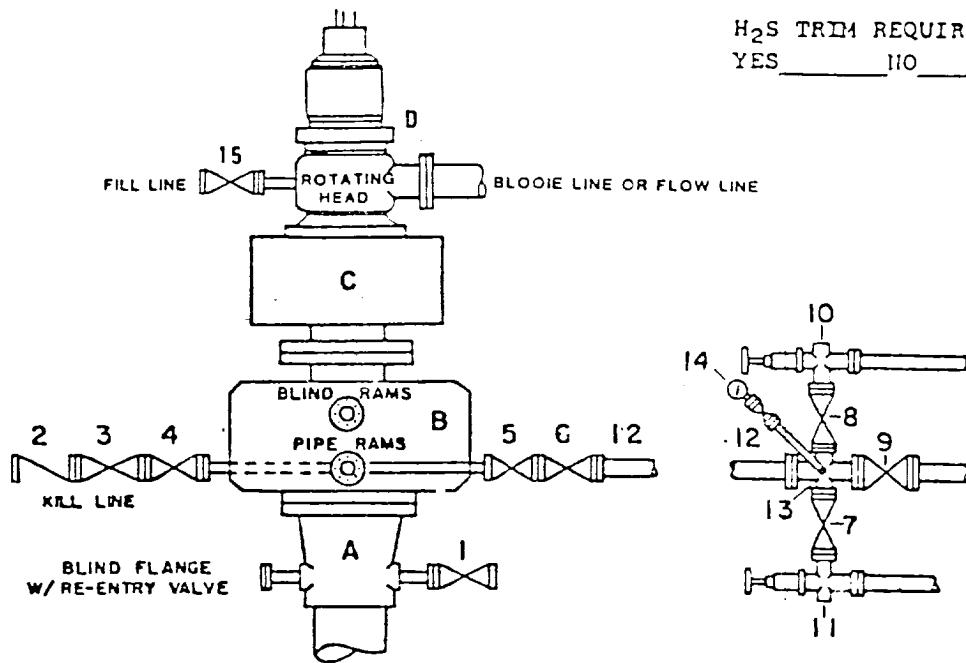 H₂S TRIM REQUIR
YES______NO___
D
15
FILL LINE
ROTATING
HEAD
BLOOIE LINE OR FLOW LINE
C
10
14
BLIND RAMS
B
8
PIPE RAMS
2 3 4
5 6 12
12
9
KILL LINE
13
7
A
1
BLIND FLANGE
W/ RE-ENTRY VALVE
11